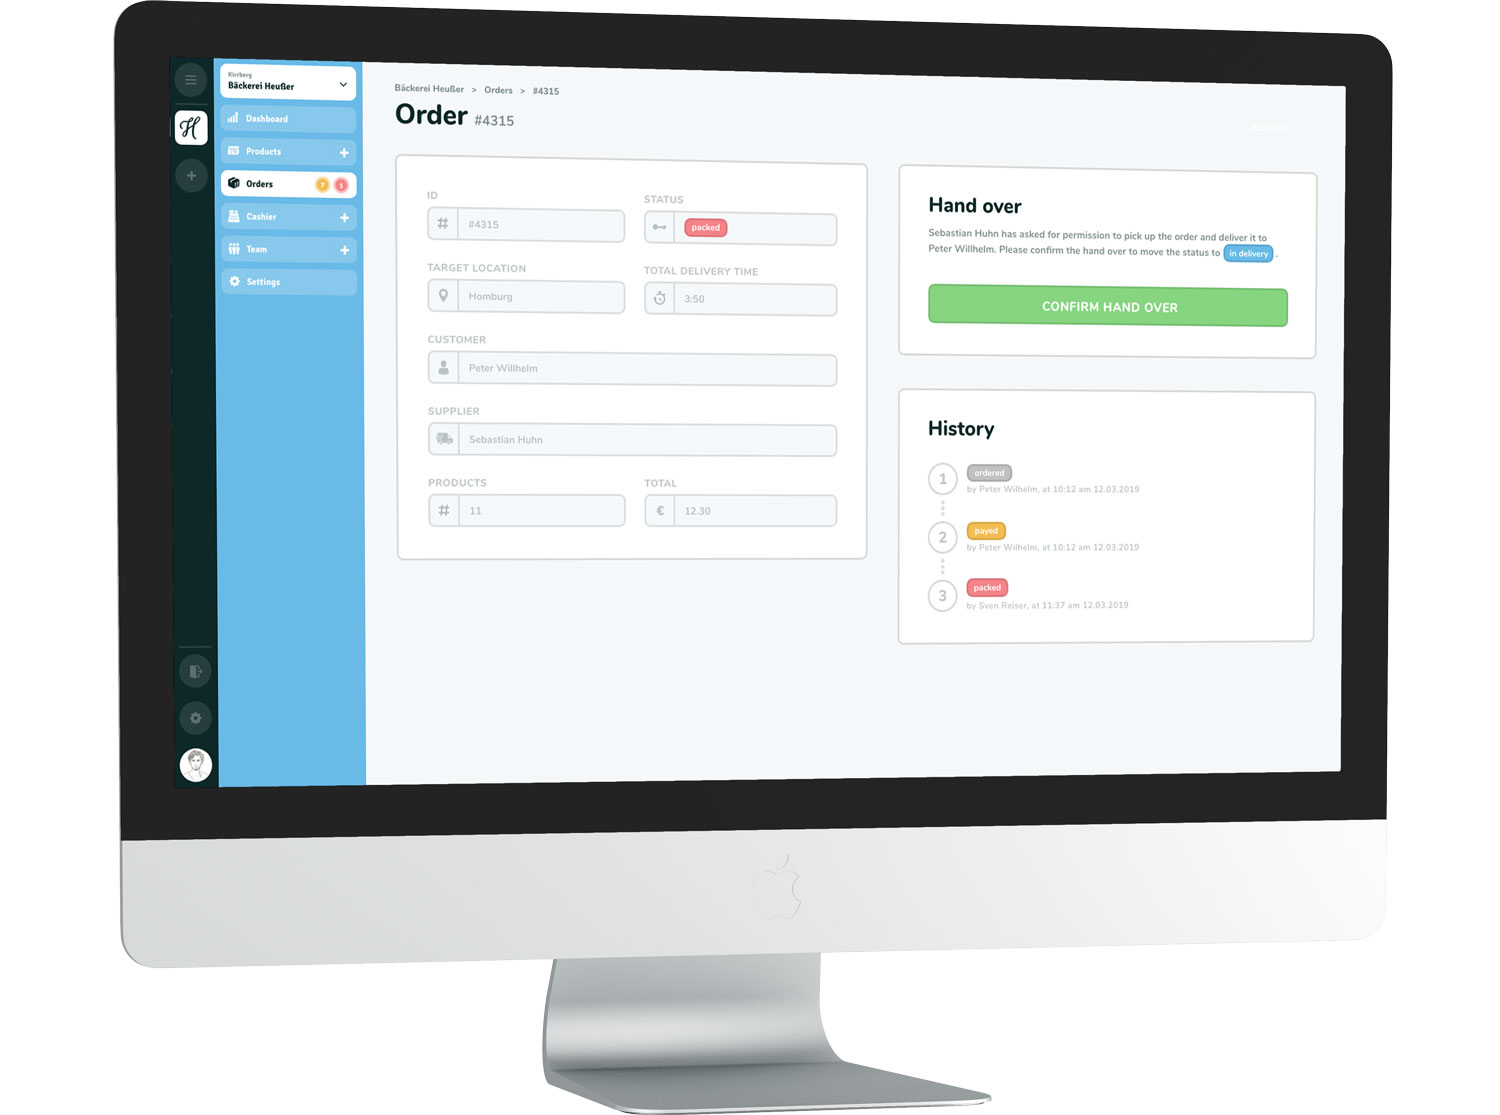 Kirrberg
Bäckerei Heußer
Dashboard
Products
Orders 7 1
Cashier
Team
Settings
H
Bäckerei Heußer > Orders > #4315
Order #4315
ACTION
ID
#4315
STATUS
packed
TARGET LOCATION
Homburg
TOTAL DELIVERY TIME
3:50
CUSTOMER
Peter Willhelm
SUPPLIER
Sebastian Huhn
PRODUCTS
11
TOTAL
€ 12.30
Hand over
Sebastian Huhn has asked for permission to pick up the order and deliver it to
Peter Willhelm. Please confirm the hand over to move the status to in delivery .
CONFIRM HAND OVER
History
1 ordered
by Peter Wilhelm, at 10:12 am 12.03.2019
2 payed
by Peter Wilhelm, at 10:12 am 12.03.2019
3 packed
by Sven Reiser, at 11:37 am 12.03.2019